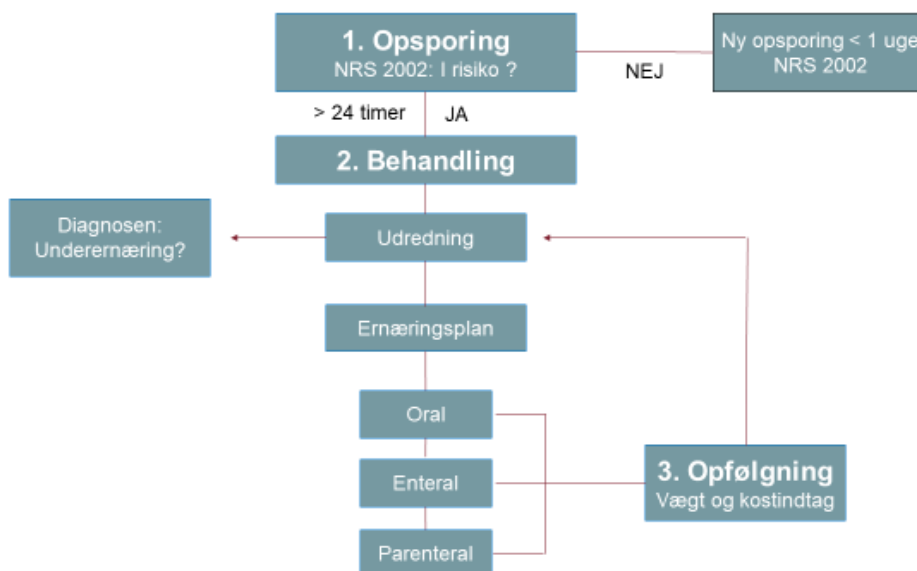 1. Opsporing
NRS 2002: I risiko ?
NEJ
Ny opsporing < 1 uge
NRS 2002
> 24 timer
JA
2. Behandling
Diagnosen:
Underernæring?
Udredning
Ernæringsplan
Oral
Enteral
Parenteral
3. Opfølgning
Vægt og kostindtag